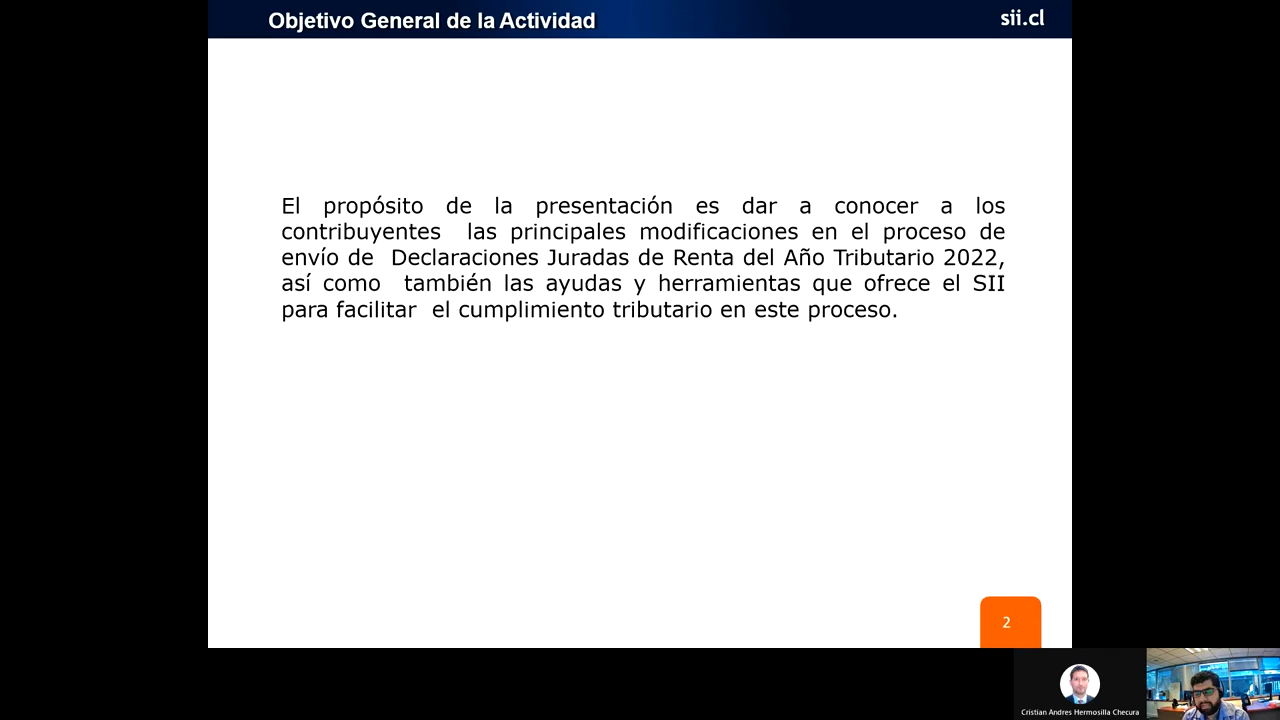 Objetivo General de la Actividad
sii.cl
El propósito de la presentación es dar a conocer a los
contribuyentes las principales modificaciones en el proceso de
envío de Declaraciones Juradas de Renta del Año Tributario 2022,
así como también las ayudas y herramientas que ofrece el SII
para facilitar el cumplimiento tributario en este proceso.
2
Cristian Andres Hermosilla Checura